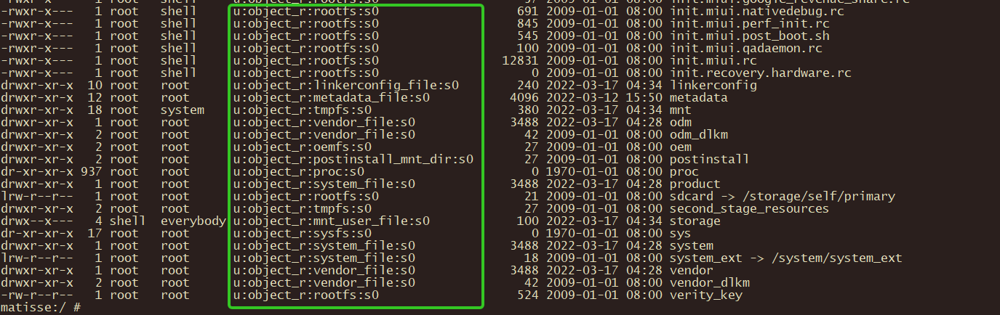 -rwxr-x--- 1 root shell u:object_r:rootfs:s0 97 2009-01-01 08:00 init.miui.google_revenue_share.rc
-rwxr-x--- 1 root shell u:object_r:rootfs:s0 691 2009-01-01 08:00 init.miui.nativedebug.rc
-rwxr-x--- 1 root shell u:object_r:rootfs:s0 845 2009-01-01 08:00 init.miui.perf_init.rc
-rwxr-x--- 1 root shell u:object_r:rootfs:s0 545 2009-01-01 08:00 init.miui.post_boot.sh
-rwxr-x--- 1 root shell u:object_r:rootfs:s0 100 2009-01-01 08:00 init.miui.qadaemon.rc
-rwxr-x--- 1 root shell u:object_r:rootfs:s0 12831 2009-01-01 08:00 init.miui.rc
-rwxr-x--- 1 root shell u:object_r:rootfs:s0 0 2009-01-01 08:00 init.recovery.hardware.rc
drwxr-xr-x 10 root root u:object_r:linkerconfig_file:s0 240 2022-03-17 04:34 linkerconfig
drwxr-xr-x 11 root root u:object_r:metadata_file:s0 4096 2022-03-12 15:50 metadata
drwxr-xr-x 18 root system u:object_r:tmpfs:s0 380 2022-03-17 04:34 mnt
drwxr-xr-x 1 root root u:object_r:vendor_file:s0 3488 2022-03-17 04:28 odm
drwxr-xr-x 2 root root u:object_r:vendor_file:s0 42 2009-01-01 08:00 odm_dlkm
drwxr-xr-x 2 root root u:object_r:oemfs:s0 27 2009-01-01 08:00 oem
drwxr-xr-x 2 root root u:object_r:postinstall_mnt_dir:s0 27 2009-01-01 08:00 postinstall
dr-xr-xr-x 937 root root u:object_r:proc:s0 0 1970-01-01 08:00 proc
drwxr-xr-x 1 root root u:object_r:system_file:s0 3488 2022-03-17 04:28 product
lrw-r--r-- 1 root root u:object_r:rootfs:s0 21 2009-01-01 08:00 sdcard -> /storage/self/primary
drwxr-xr-x 2 root root u:object_r:tmpfs:s0 27 2009-01-01 08:00 second_stage_resources
drwx--x--- 4 shell everybody u:object_r:mnt_user_file:s0 100 2022-03-17 04:34 storage
dr-xr-xr-x 17 root root u:object_r:sysfs:s0 0 1970-01-01 08:00 sys
drwxr-xr-x 1 root root u:object_r:system_file:s0 3488 2022-03-17 04:28 system
lrw-r--r-- 1 root root u:object_r:system_file:s0 18 2009-01-01 08:00 system_ext -> /system/system_ext
drwxr-xr-x 1 root root u:object_r:vendor_file:s0 3488 2022-03-17 04:28 vendor
drwxr-xr-x 2 root root u:object_r:vendor_file:s0 42 2009-01-01 08:00 vendor_dlkm
-rw-r--r-- 1 root root u:object_r:rootfs:s0 524 2009-01-01 08:00 verity_key
matisse:/ #